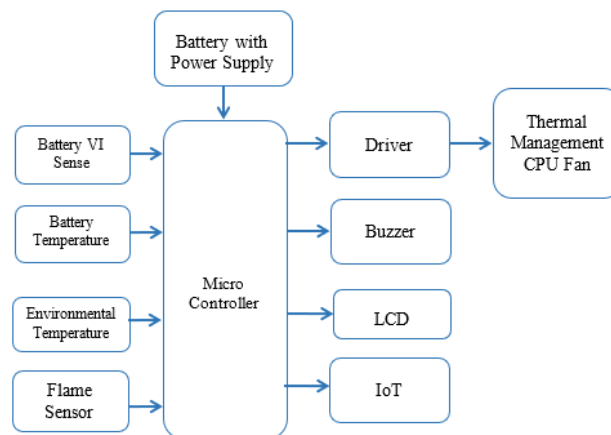 Battery with
Power Supply
Battery VI
Sense
Battery
Temperature
Environmental
Temperature
Flame
Sensor
Micro
Controller
Driver
Buzzer
LCD
IoT
Thermal
Management
CPU Fan